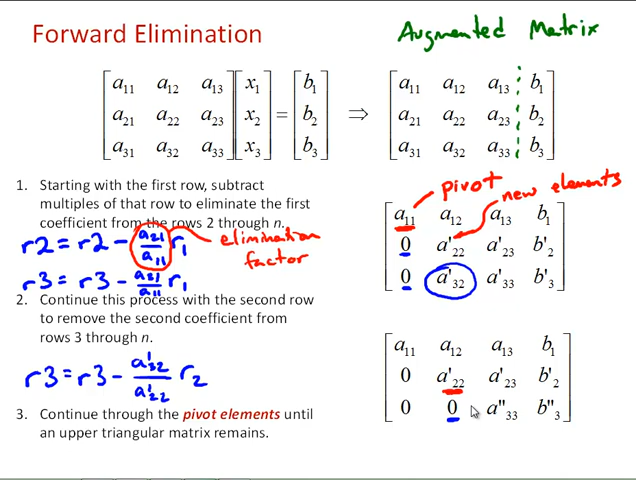 Forward Elimination
Augmented Matrix
a11 a12 a13 x1 b1 a11 a12 a13 b1
a21 a22 a23 x2 = b2 ⇒ a21 a22 a23 b2
a31 a32 a33 x3 b3 a31 a32 a33 b3
1. Starting with the first row, subtract
multiples of that row to eliminate the first
coefficient from the rows 2 through n.
r2 = r2 - a21/a11 r1
elimination
factor
r3 = r3 - a21/a11 r1
pivot
new elements
a11 a12 a13 b1
0 a'22 a'23 b'2
0 a'32 a'33 b'3
2. Continue this process with the second row
to remove the second coefficient from
rows 3 through n.
r3 = r3 - a'32/a'22 r2
a11 a12 a13 b1
0 a'22 a'23 b'2
0 0 a"33 b"3
3. Continue through the pivot elements until
an upper triangular matrix remains.